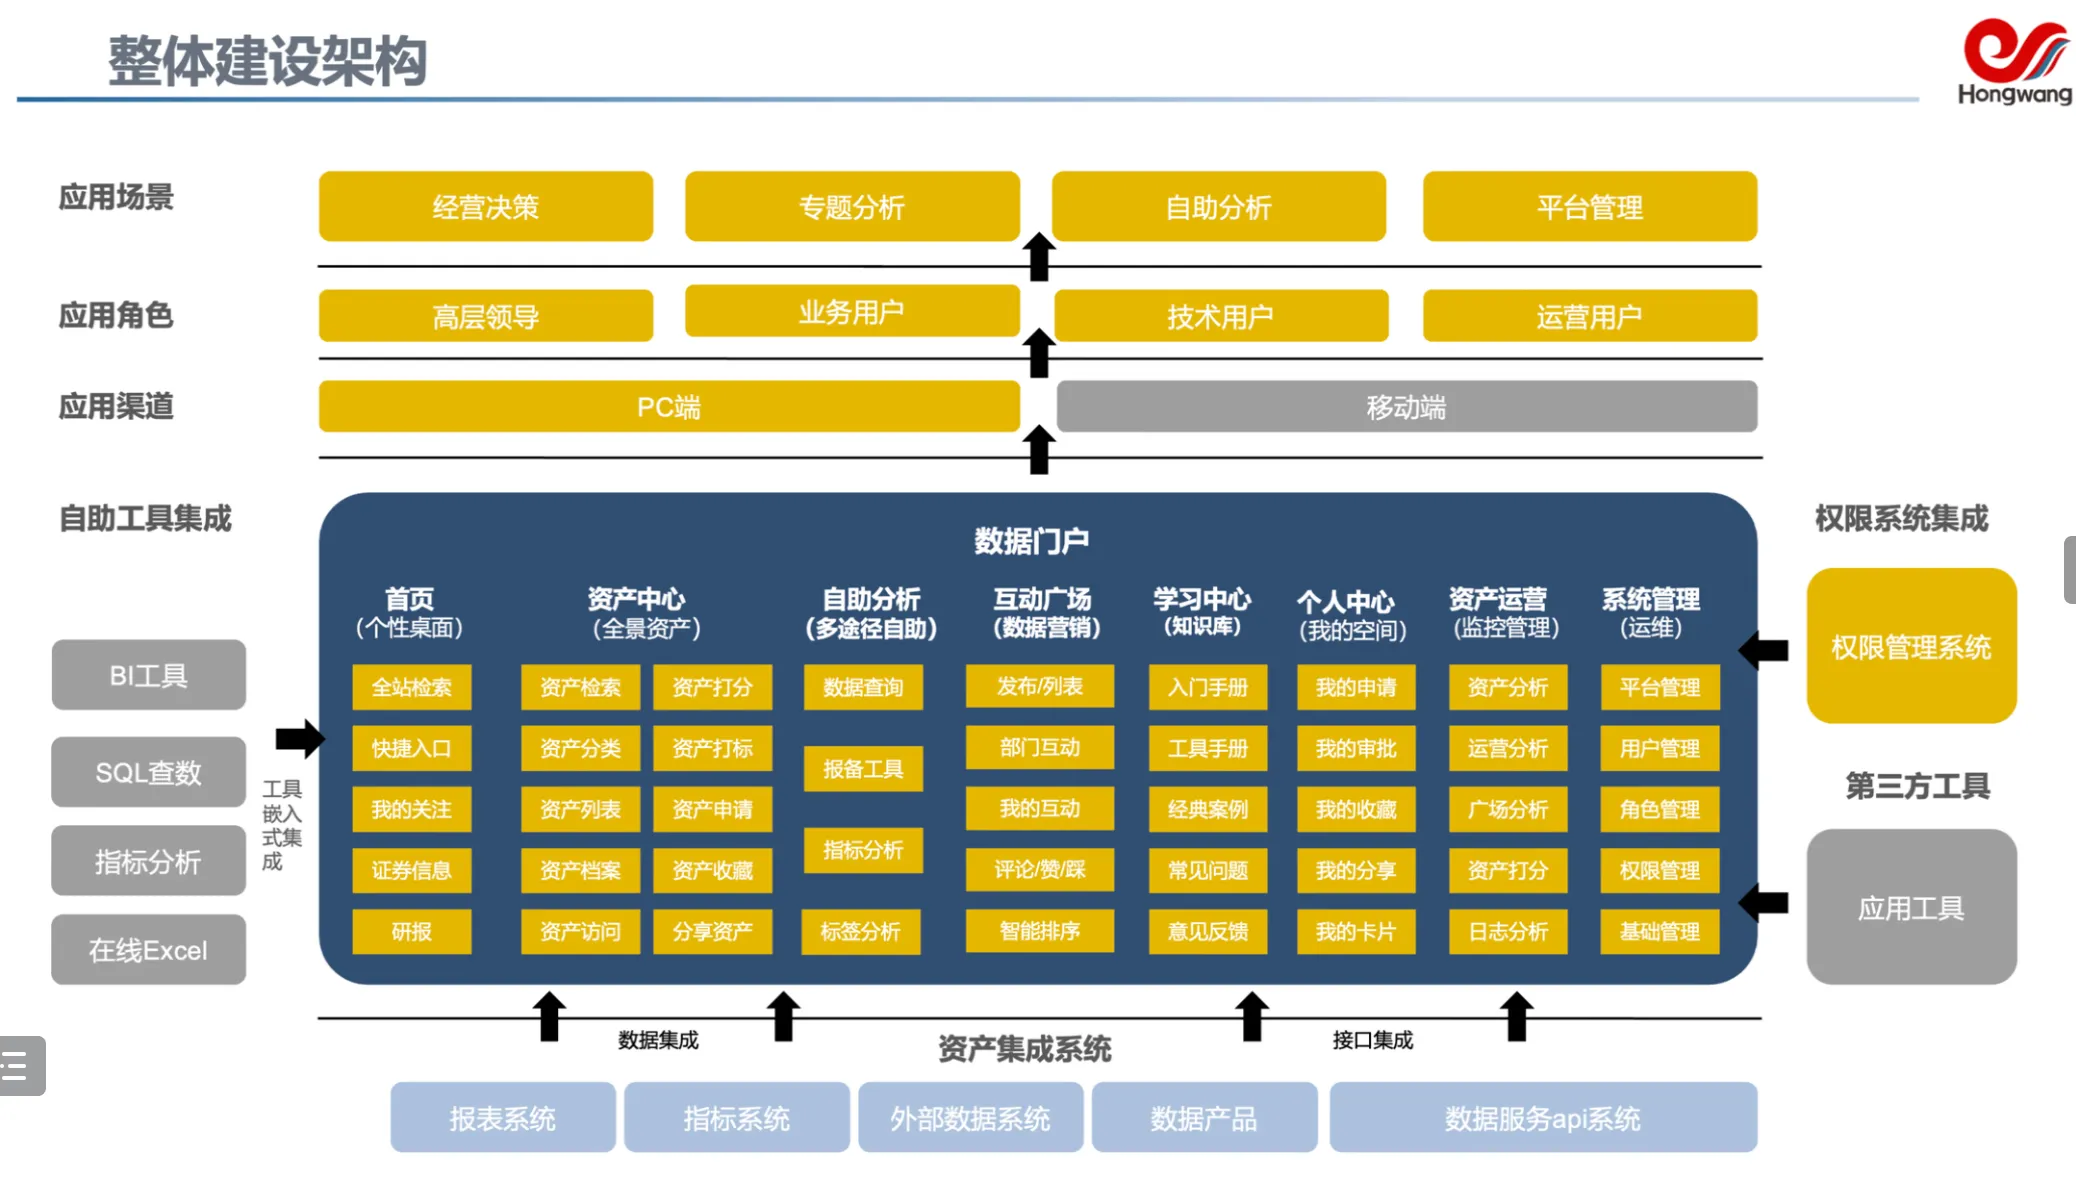 整体建设架构
Hongwang
应用场景
经营决策
专题分析
自助分析
平台管理
应用角色
高层领导
业务用户
技术用户
运营用户
应用渠道
PC端
移动端
自助工具集成
BI工具
SQL查数
指标分析
在线Excel
工具
嵌入
式集
成
数据门户
首页
(个性桌面)
全站检索
快捷入口
我的关注
证券信息
研报
资产中心
(全景资产)
资产检索
资产打分
资产分类
资产打标
资产列表
资产申请
资产档案
资产收藏
资产访问
分享资产
自助分析
(多途径自助)
数据查询
报备工具
指标分析
标签分析
互动广场
(数据营销)
发布/列表
部门互动
我的互动
评论/赞/踩
智能排序
学习中心
(知识库)
入门手册
工具手册
经典案例
常见问题
意见反馈
个人中心
(我的空间)
我的申请
我的审批
我的收藏
我的分享
我的卡片
资产运营
(监控管理)
资产分析
运营分析
广场分析
资产打分
日志分析
系统管理
(运维)
平台管理
用户管理
角色管理
权限管理
基础管理
权限系统集成
权限管理系统
第三方工具
应用工具
数据集成
资产集成系统
接口集成
报表系统
指标系统
外部数据系统
数据产品
数据服务api系统